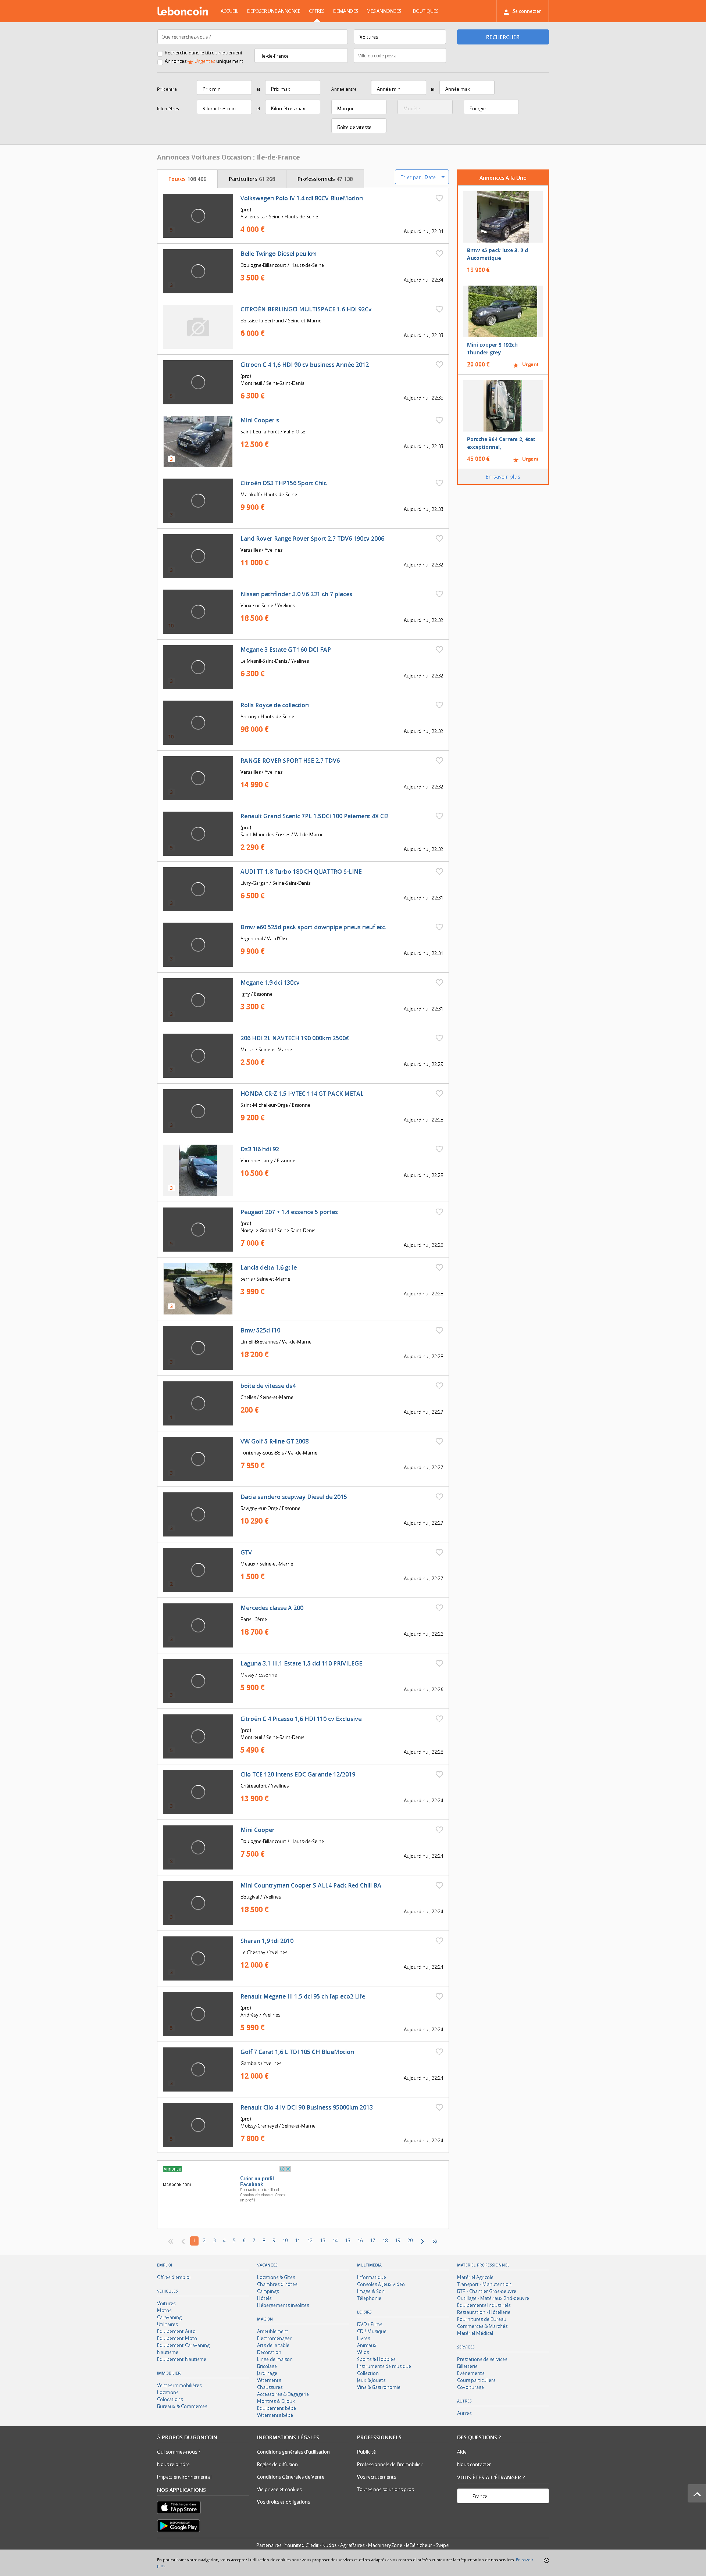 leboncoin
ACCUEIL
DÉPOSER UNE ANNONCE
OFFRES
DEMANDES
MES ANNONCES
BOUTIQUES
Se connecter
Que recherchez-vous ?
Voitures
RECHERCHER
Recherche dans le titre uniquement
Annonces Urgentes uniquement
Ile-de-France
Ville ou code postal
Prix entre
Prix min
et
Prix max
Année entre
Année min
et
Année max
Kilomètres
Kilomètres min
et
Kilomètres max
Marque
Energie
Boîte de vitesse
Annonces Voitures Occasion : Ile-de-France
Toutes 108 406
Particuliers 61 268
Professionnels 47 138
Trier par : Date
Volkswagen Polo IV 1.4 tdi 80CV BlueMotion
(pro)
Asnières-sur-Seine / Hauts-de-Seine
4 000 €
Aujourd'hui, 22:34
Belle Twingo Diesel peu km
Boulogne-Billancourt / Hauts-de-Seine
3 500 €
Aujourd'hui, 22:34
CITROËN BERLINGO MULTISPACE 1.6 HDI 92Cv
Boissise-la-Bertrand / Seine-et-Marne
6 000 €
Aujourd'hui, 22:33
Citroen C 4 1,6 HDI 90 cv business Année 2012
(pro)
Montreuil / Seine-Saint-Denis
6 300 €
Aujourd'hui, 22:33
Mini Cooper s
Saint-Leu-la-Forêt / Val-d'Oise
12 500 €
Aujourd'hui, 22:33
Citroën DS3 THP156 Sport Chic
Malakoff / Hauts-de-Seine
9 900 €
Aujourd'hui, 22:33
Land Rover Range Rover Sport 2.7 TDV6 190cv 2006
Versailles / Yvelines
11 000 €
Aujourd'hui, 22:32
Nissan pathfinder 3.0 V6 231 ch 7 places
Vaux-sur-Seine / Yvelines
18 500 €
Aujourd'hui, 22:32
Megane 3 Estate GT 160 DCI FAP
Le Mesnil-Saint-Denis / Yvelines
6 300 €
Aujourd'hui, 22:32
Rolls Royce de collection
Antony / Hauts-de-Seine
98 000 €
Aujourd'hui, 22:32
RANGE ROVER SPORT HSE 2.7 TDV6
Versailles / Yvelines
14 990 €
Aujourd'hui, 22:32
Renault Grand Scenic 7PL 1.5DCi 100 Paiement 4X CB
(pro)
Saint-Maur-des-Fossés / Val-de-Marne
2 290 €
Aujourd'hui, 22:32
AUDI TT 1.8 Turbo 180 CH QUATTRO S-LINE
Livry-Gargan / Seine-Saint-Denis
6 500 €
Aujourd'hui, 22:31
Bmw e60 525d pack sport downpipe pneus neuf etc.
Argenteuil / Val-d'Oise
9 900 €
Aujourd'hui, 22:31
Megane 1.9 dci 130cv
Igny / Essonne
3 300 €
Aujourd'hui, 22:31
206 HDI 2L NAVTECH 190 000km 2500€
Melun / Seine-et-Marne
2 500 €
Aujourd'hui, 22:29
HONDA CR-Z 1.5 I-VTEC 114 GT PACK METAL
Saint-Michel-sur-Orge / Essonne
9 200 €
Aujourd'hui, 22:28
Ds3 1l6 hdi 92
Varennes-Jarcy / Essonne
10 500 €
Aujourd'hui, 22:28
Peugeot 207 + 1.4 essence 5 portes
(pro)
Noisy-le-Grand / Seine-Saint-Denis
7 000 €
Aujourd'hui, 22:28
Lancia delta 1.6 gt ie
Serris / Seine-et-Marne
3 990 €
Aujourd'hui, 22:28
Bmw 525d f10
Limeil-Brévannes / Val-de-Marne
18 200 €
Aujourd'hui, 22:28
boite de vitesse ds4
Chelles / Seine-et-Marne
200 €
Aujourd'hui, 22:27
VW Golf 5 R-line GT 2008
Fontenay-sous-Bois / Val-de-Marne
7 950 €
Aujourd'hui, 22:27
Dacia sandero stepway Diesel de 2015
Savigny-sur-Orge / Essonne
10 290 €
Aujourd'hui, 22:27
GTV
Meaux / Seine-et-Marne
1 500 €
Aujourd'hui, 22:27
Mercedes classe A 200
Paris 13ème
18 700 €
Aujourd'hui, 22:26
Laguna 3.1 III.1 Estate 1,5 dci 110 PRIVILEGE
Massy / Essonne
5 900 €
Aujourd'hui, 22:26
Citroën C 4 Picasso 1,6 HDI 110 cv Exclusive
(pro)
Montreuil / Seine-Saint-Denis
5 490 €
Aujourd'hui, 22:25
Clio TCE 120 Intens EDC Garantie 12/2019
Châteaufort / Yvelines
13 900 €
Aujourd'hui, 22:24
Mini Cooper
Boulogne-Billancourt / Hauts-de-Seine
7 500 €
Aujourd'hui, 22:24
Mini Countryman Cooper S ALL4 Pack Red Chili BA
Bougival / Yvelines
18 500 €
Aujourd'hui, 22:24
Sharan 1,9 tdi 2010
Le Chesnay / Yvelines
12 000 €
Aujourd'hui, 22:24
Renault Megane III 1,5 dci 95 ch fap eco2 Life
(pro)
Andrésy / Yvelines
5 990 €
Aujourd'hui, 22:24
Golf 7 Carat 1,6 L TDI 105 CH BlueMotion
Gambais / Yvelines
12 000 €
Aujourd'hui, 22:24
Renault Clio 4 IV DCI 90 Business 95000km 2013
(pro)
Moissy-Cramayel / Seine-et-Marne
7 800 €
Aujourd'hui, 22:24
Annonces A la Une
Bmw x5 pack luxe 3. 0 d
Automatique
13 900 €
Mini cooper S 192ch
Thunder grey
20 000 €
Urgent
Porsche 964 Carrera 2, état
exceptionnel,
45 000 €
Urgent
En savoir plus
Annonce
facebook.com
Créer un profil
Facebook
1 2 3 4 5 6 7 8 9 10 11 12 13 14 15 16 17 18 19 20
EMPLOI
Offres d'emploi
VÉHICULES
Voitures
Motos
Caravaning
Utilitaires
Equipement Auto
Equipement Moto
Equipement Caravaning
Nautisme
Equipement Nautisme
IMMOBILIER
Ventes immobilières
Locations
Colocations
Bureaux & Commerces
VACANCES
Locations & Gîtes
Chambres d'hôtes
Campings
Hôtels
Hébergements insolites
MAISON
Ameublement
Electroménager
Arts de la table
Décoration
Linge de maison
Bricolage
Jardinage
Vêtements
Chaussures
Accessoires & Bagagerie
Montres & Bijoux
Equipement bébé
Vêtements bébé
MULTIMEDIA
Informatique
Consoles & Jeux vidéo
Image & Son
Téléphonie
LOISIRS
DVD / Films
CD / Musique
Livres
Animaux
Vélos
Sports & Hobbies
Instruments de musique
Collection
Jeux & Jouets
Vins & Gastronomie
MATERIEL PROFESSIONNEL
Matériel Agricole
Transport - Manutention
BTP - Chantier Gros-oeuvre
Outillage - Matériaux 2nd-oeuvre
Équipements Industriels
Restauration - Hôtellerie
Fournitures de Bureau
Commerces & Marchés
Matériel Médical
SERVICES
Prestations de services
Billetterie
Evénements
Cours particuliers
Covoiturage
AUTRES
Autres
A PROPOS DU BONCOIN
Qui sommes-nous ?
Nous rejoindre
Impact environnemental
NOS APPLICATIONS
Télécharger dans
l'App Store
DISPONIBLE SUR
Google Play
INFORMATIONS LÉGALES
Conditions générales d'utilisation
Règles de diffusion
Conditions Générales de Vente
Vie privée et cookies
Vos droits et obligations
PROFESSIONNELS
Publicité
Professionnels de l'immobilier
Vos recrutements
Toutes nos solutions pros
DES QUESTIONS ?
Aide
Nous contacter
VOUS ÊTES À L'ÉTRANGER ?
France
Partenaires : Younited Credit - Kudoz - Agriaffaires - MachineryZone - leDénicheur - Swipoi
En poursuivant votre navigation, vous acceptez l'utilisation de cookies pour vous proposer des services et offres adaptés à vos centres d'intérêts et mesurer la fréquentation de nos services. En savoir
plus